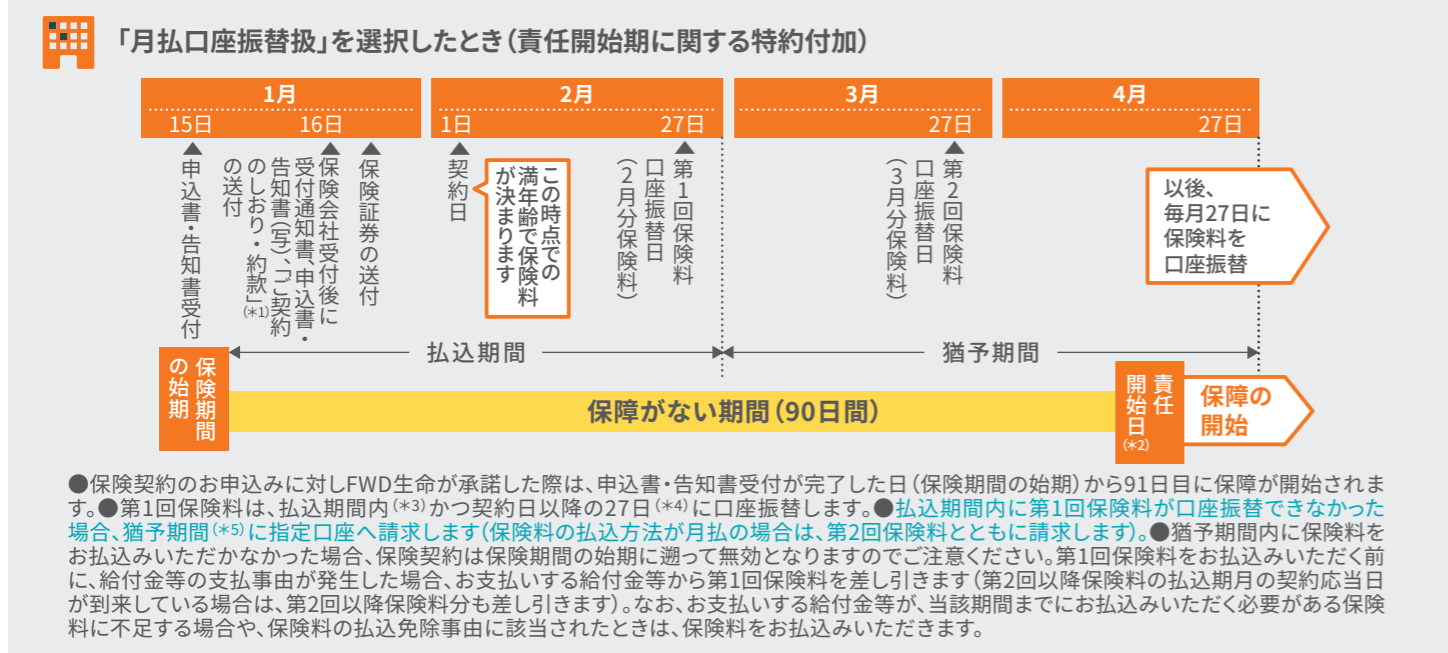 「月払口座振替扱」を選択したとき（責任開始期に関する特約付加）
1月
2月
3月
4月
15日
16日
1日
27日
27日
27日
申込書・告知書受付
保険会社受付後に
受付通知書、申込書・
告知書（写）、「ご契約
のしおり・約款」(＊1)
の送付
保険証券の送付
契約日
この時点での
満年齢で保険料
が決まります
第1回保険料
口座振替日
（2月分保険料）
第2回保険料
口座振替日
（3月分保険料）
以後、
毎月27日に
保険料を
口座振替
払込期間
猶予期間
保険期間
の始期
保障がない期間（90日間）
責任
開始日
(＊2)
保障の
開始
●保険契約のお申込みに対しFWD生命が承諾した際は、申込書・告知書受付が完了した日（保険期間の始期）から91日目に保障が開始されま
す。●第1回保険料は、払込期間内(＊3)かつ契約日以降の27日(＊4)に口座振替します。●払込期間内に第1回保険料が口座振替できなかった
場合、猶予期間(＊5)に指定口座へ請求します（保険料の払込方法が月払の場合は、第2回保険料とともに請求します）。●猶予期間内に保険料を
お払込みいただかなかった場合、保険契約は保険期間の始期に遡って無効となりますのでご注意ください。第1回保険料をお払込みいただく前
に、給付金等の支払事由が発生した場合、お支払いする給付金等から第1回保険料を差し引きます（第2回以降保険料の払込期月の契約応当日
が到来している場合は、第2回以降保険料分も差し引きます）。なお、お支払いする給付金等が、当該期間までにお払込みいただく必要がある保険
料に不足する場合や、保険料の払込免除事由に該当されたときは、保険料をお払込みいただきます。